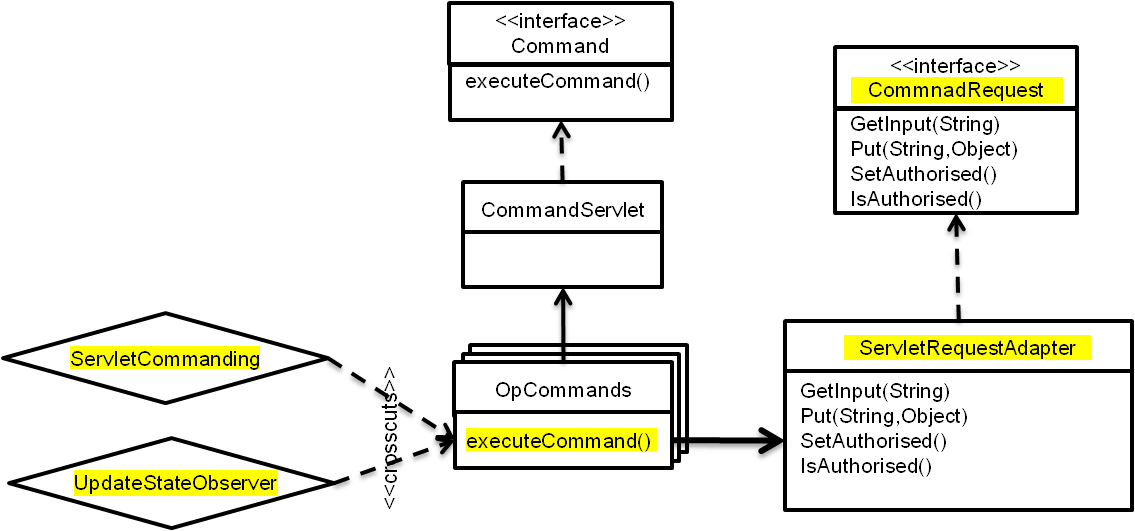 <<interface>>
Command
executeCommand()
<<interface>>
CommnadRequest
GetInput(String)
Put(String,Object)
SetAuthorised()
IsAuthorised()
CommandServlet
ServletCommanding
UpdateStateObserver
<<crosscuts>>
OpCommands
executeCommand()
ServletRequestAdapter
GetInput(String)
Put(String,Object)
SetAuthorised()
IsAuthorised()